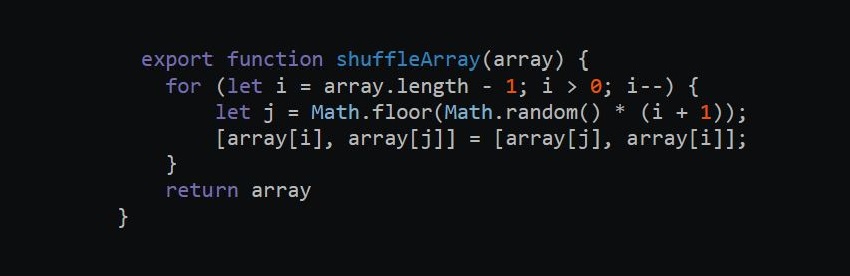 export function shuffleArray(array) {
for (let i = array.length - 1; i > 0; i--) {
let j = Math.floor(Math.random() * (i + 1));
[array[i], array[j]] = [array[j], array[i]];
}
return array
}